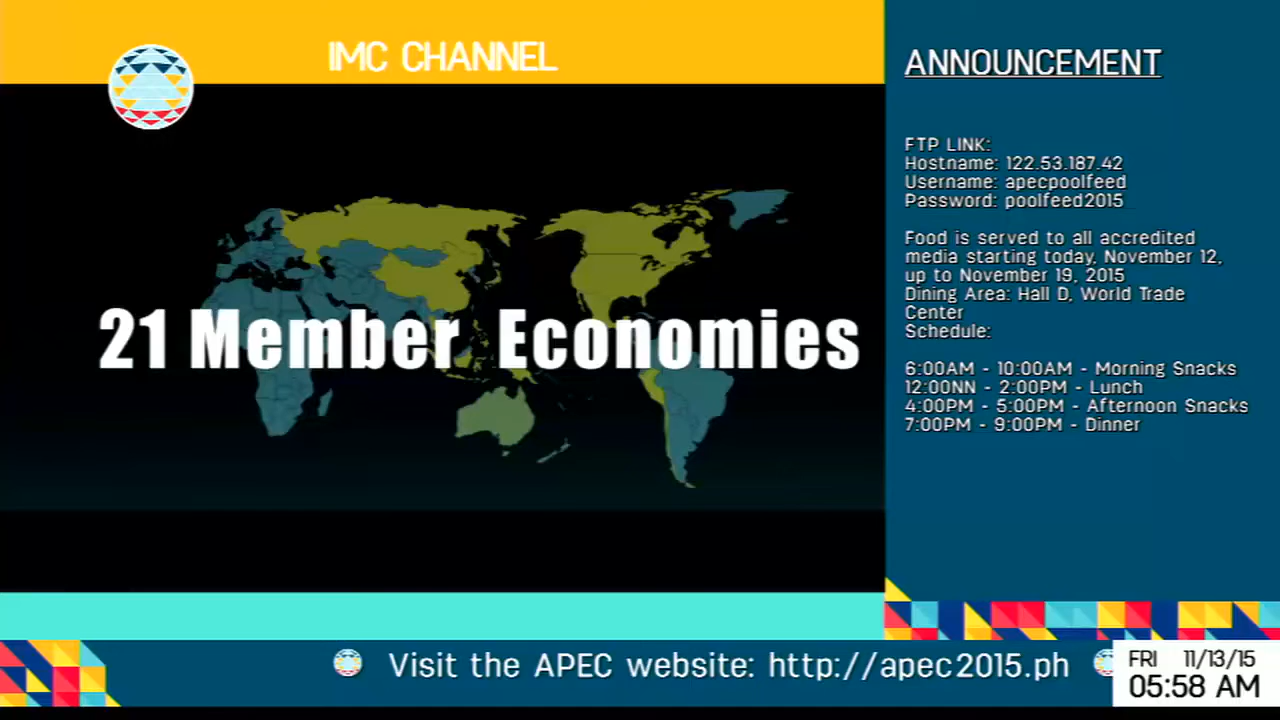 IMC CHANNEL
21 Member Economies
ANNOUNCEMENT
FTP LINK:
Hostname: 122.53.187.42
Username: apecpoolfeed
Password: poolfeed2015
Food is served to all accredited
media starting today, November 12,
up to November 19, 2015
Dining Area: Hall D, World Trade
Center
Schedule:
6:00AM - 10:00AM - Morning Snacks
12:00NN - 2:00PM - Lunch
4:00PM - 5:00PM - Afternoon Snacks
7:00PM - 9:00PM - Dinner
Visit the APEC website: http://apec2015.ph
FRI 11/13/15
05:58 AM